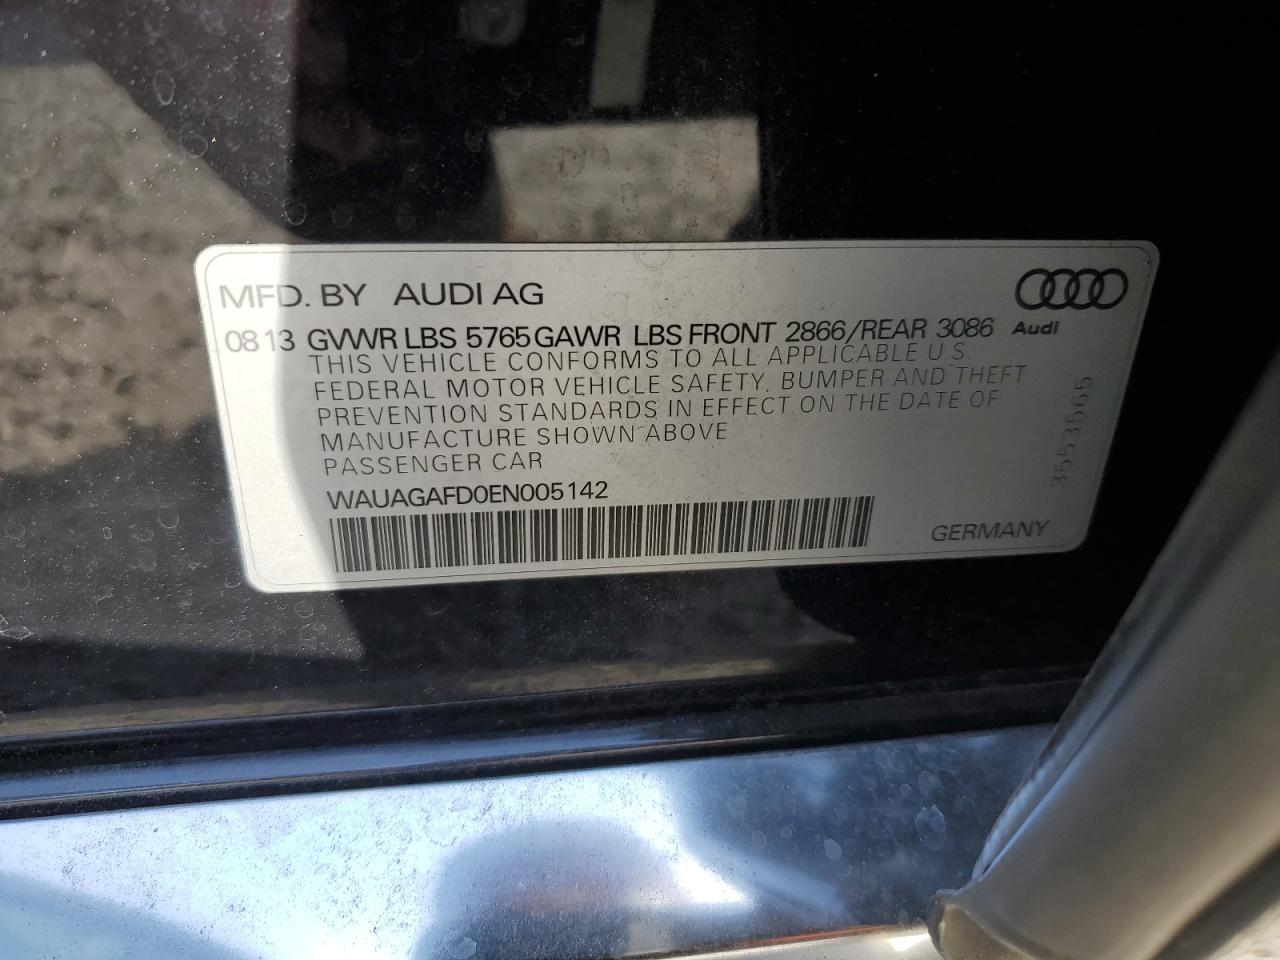 MFD. BY AUDI AG
08 13 GVWR LBS 5765 GAWR LBS FRONT 2866/REAR 3086 Audi
THIS VEHICLE CONFORMS TO ALL APPLICABLE U.S.
FEDERAL MOTOR VEHICLE SAFETY, BUMPER AND THEFT
PREVENTION STANDARDS IN EFFECT ON THE DATE OF
MANUFACTURE SHOWN ABOVE
PASSENGER CAR
WAUAGAFD0EN005142
GERMANY
3553565